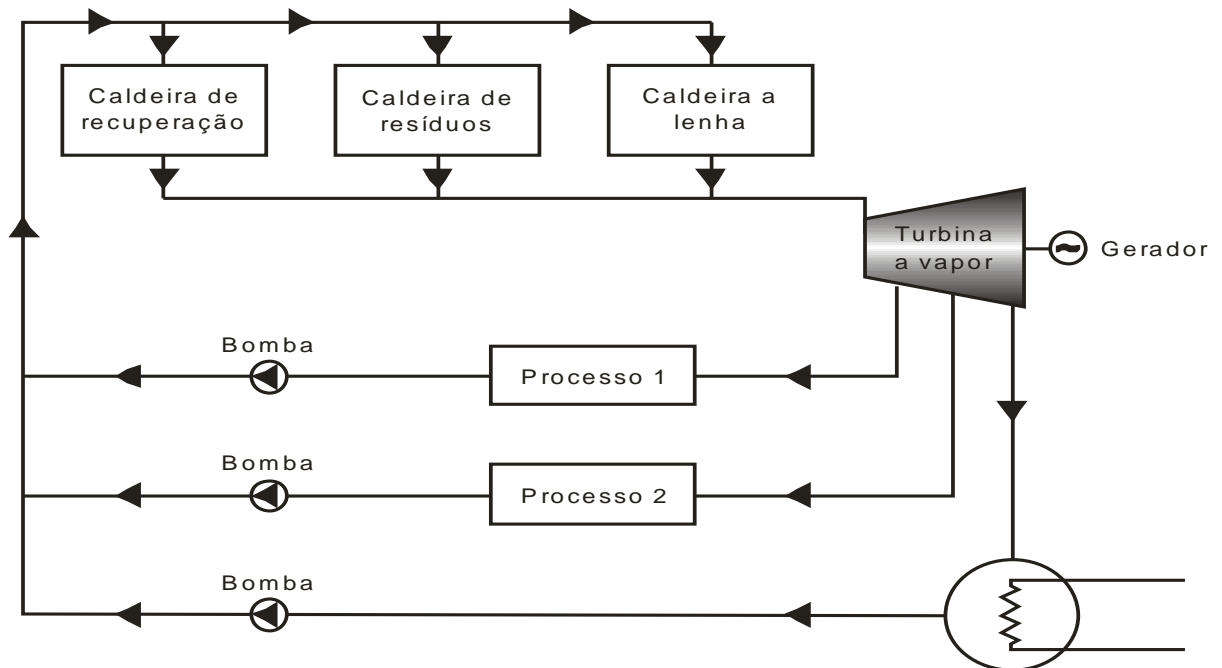 Caldeira de
recuperação
Caldeira de
resíduos
Caldeira a
lenha
Turbina
a vapor
Gerador
Bomba
Processo 1
Bomba
Processo 2
Bomba